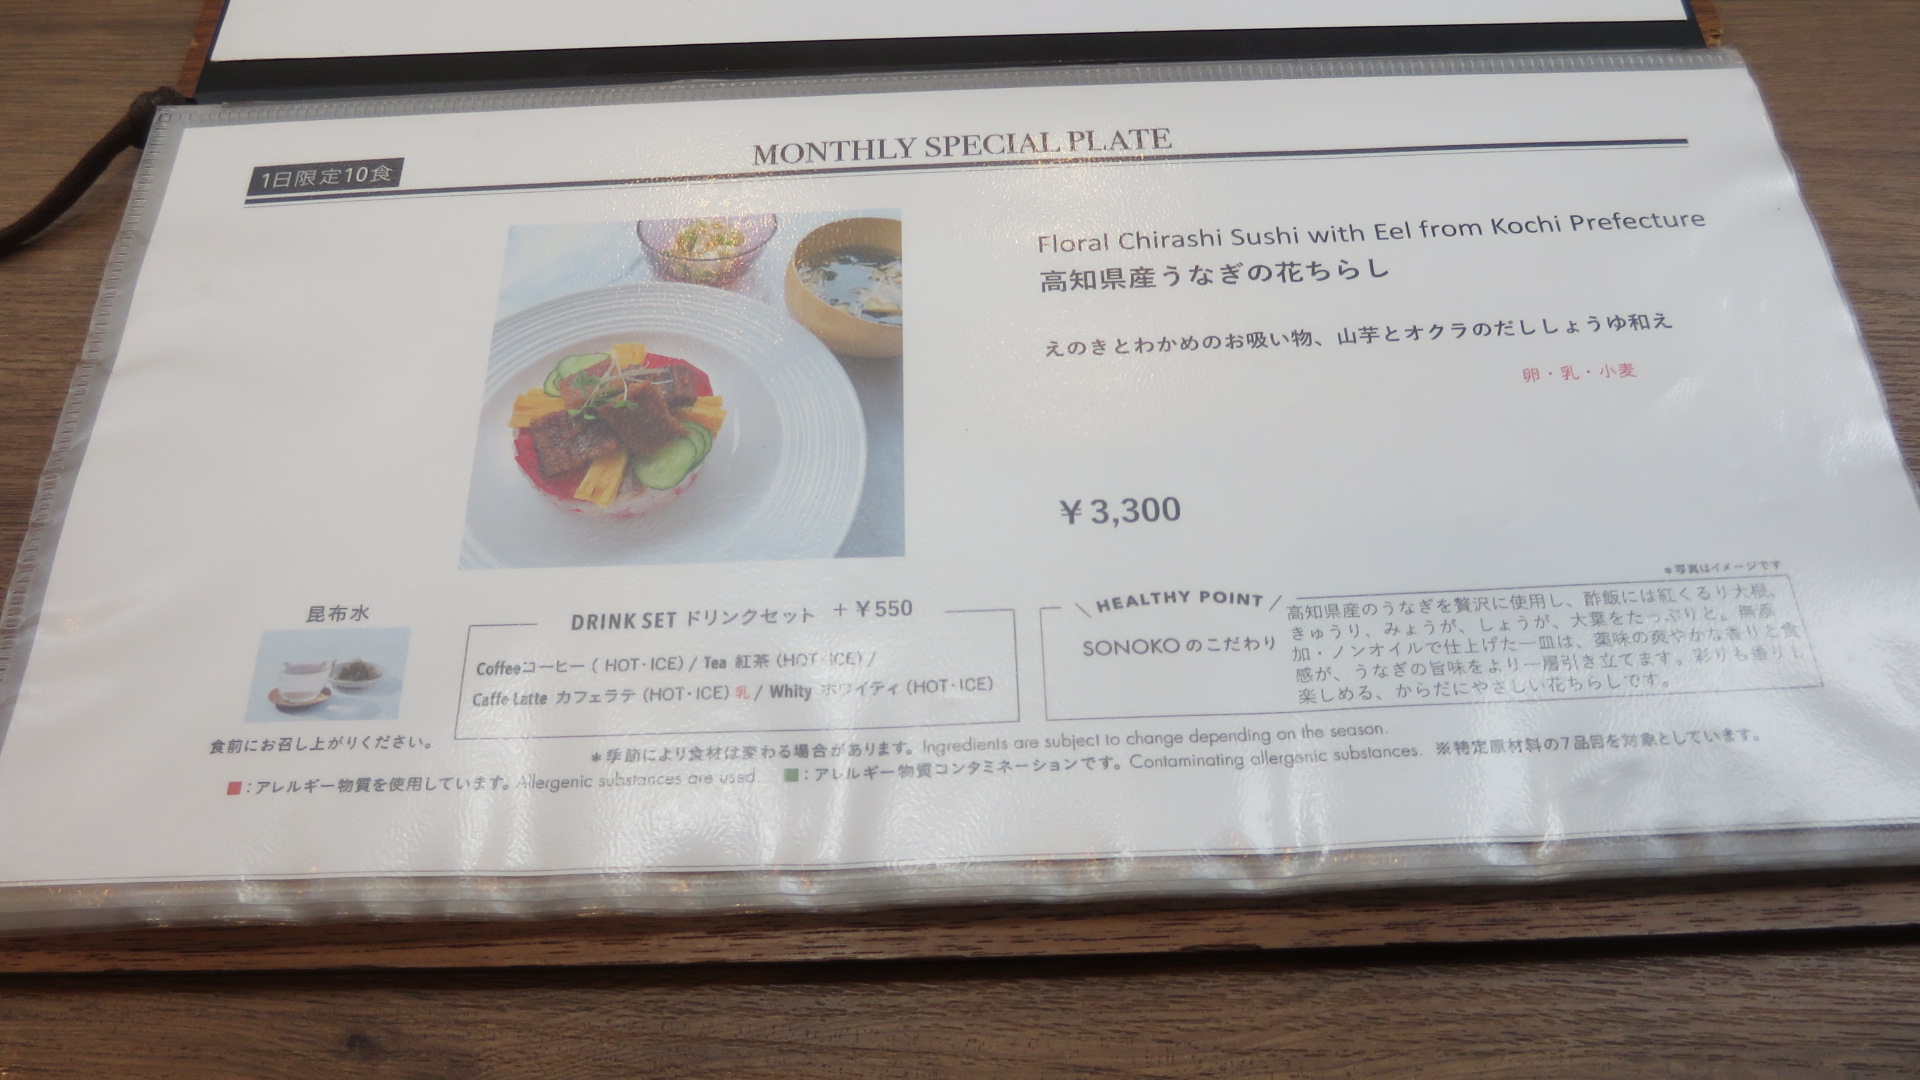 MONTHLY SPECIAL PLATE
1日限定10食
Floral Chirashi Sushi with Eel from Kochi Prefecture
高知県産うなぎの花ちらし
えのきとわかめのお吸い物、山芋とオクラのだししょうゆ和え
卵・乳・小麦
¥3,300
*写真はイメージです
昆布水
食前にお召し上がりください。
DRINK SET ドリンクセット +¥550
Coffeeコーヒー ( HOT・ICE) / Tea 紅茶 (HOT・ICE) /
Caffe Latte カフェラテ (HOT・ICE) 乳 / Whity ホワイティ (HOT・ICE)
\ HEALTHY POINT /
SONOKO のこだわり
高知県産のうなぎを贅沢に使用し、酢飯には紅くるり大根、
きゅうり、みょうが、しょうが、大葉をたっぷりと。無添
加・ノンオイルで仕上げた一皿は、薬味の爽やかな香りと食
感が、うなぎの旨味をより一層引き立てます。彩りも香りも
楽しめる、からだにやさしい花ちらしです。
*季節により食材は変わる場合があります。Ingredients are subject to change depending on the season.
■:アレルギー物質を使用しています。Allergenic substances are used. ■:アレルギー物質コンタミネーションです。Contaminating allergenic substances. ※特定原材料の7品目を対象としています。